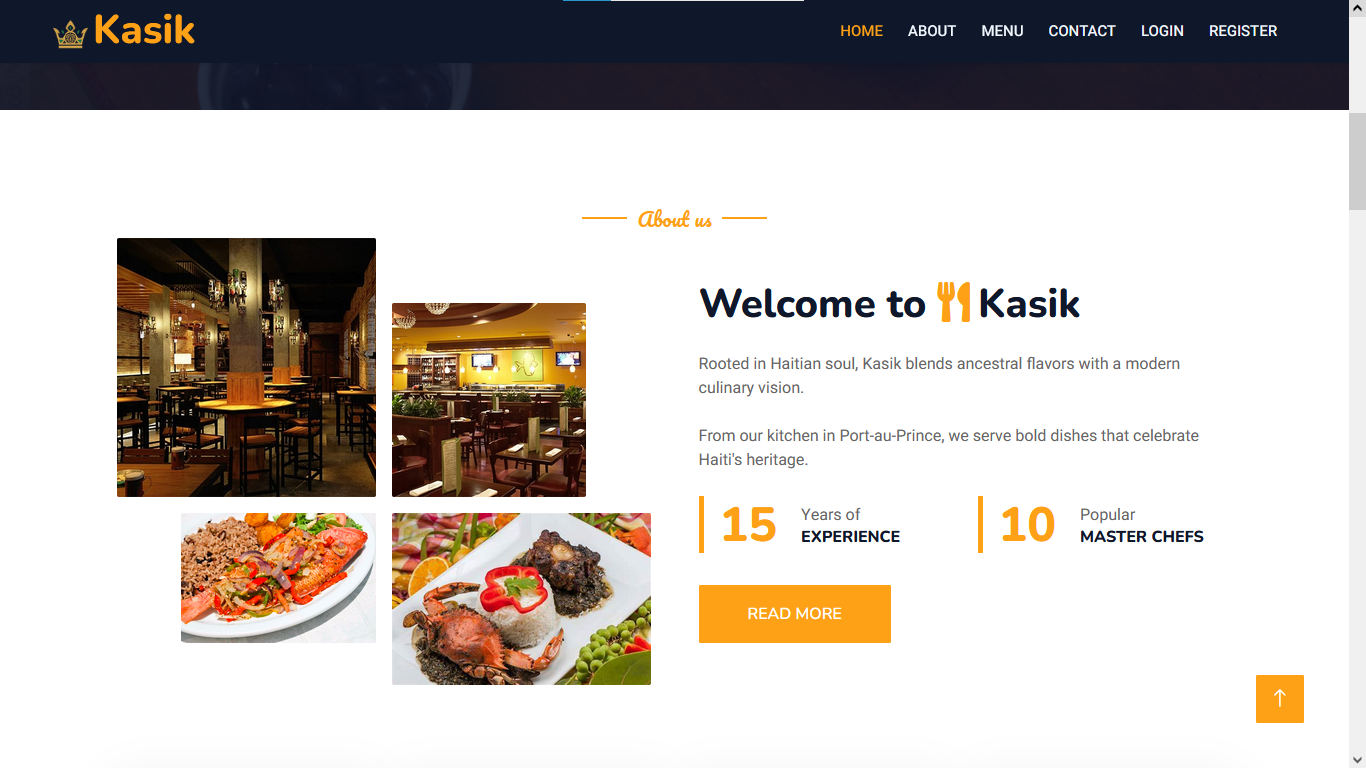 Kasik
HOME ABOUT MENU CONTACT LOGIN REGISTER
About us
Welcome to Kasik
Rooted in Haitian soul, Kasik blends ancestral flavors with a modern
culinary vision.
From our kitchen in Port-au-Prince, we serve bold dishes that celebrate
Haiti's heritage.
15 Years of
EXPERIENCE
10 Popular
MASTER CHEFS
READ MORE